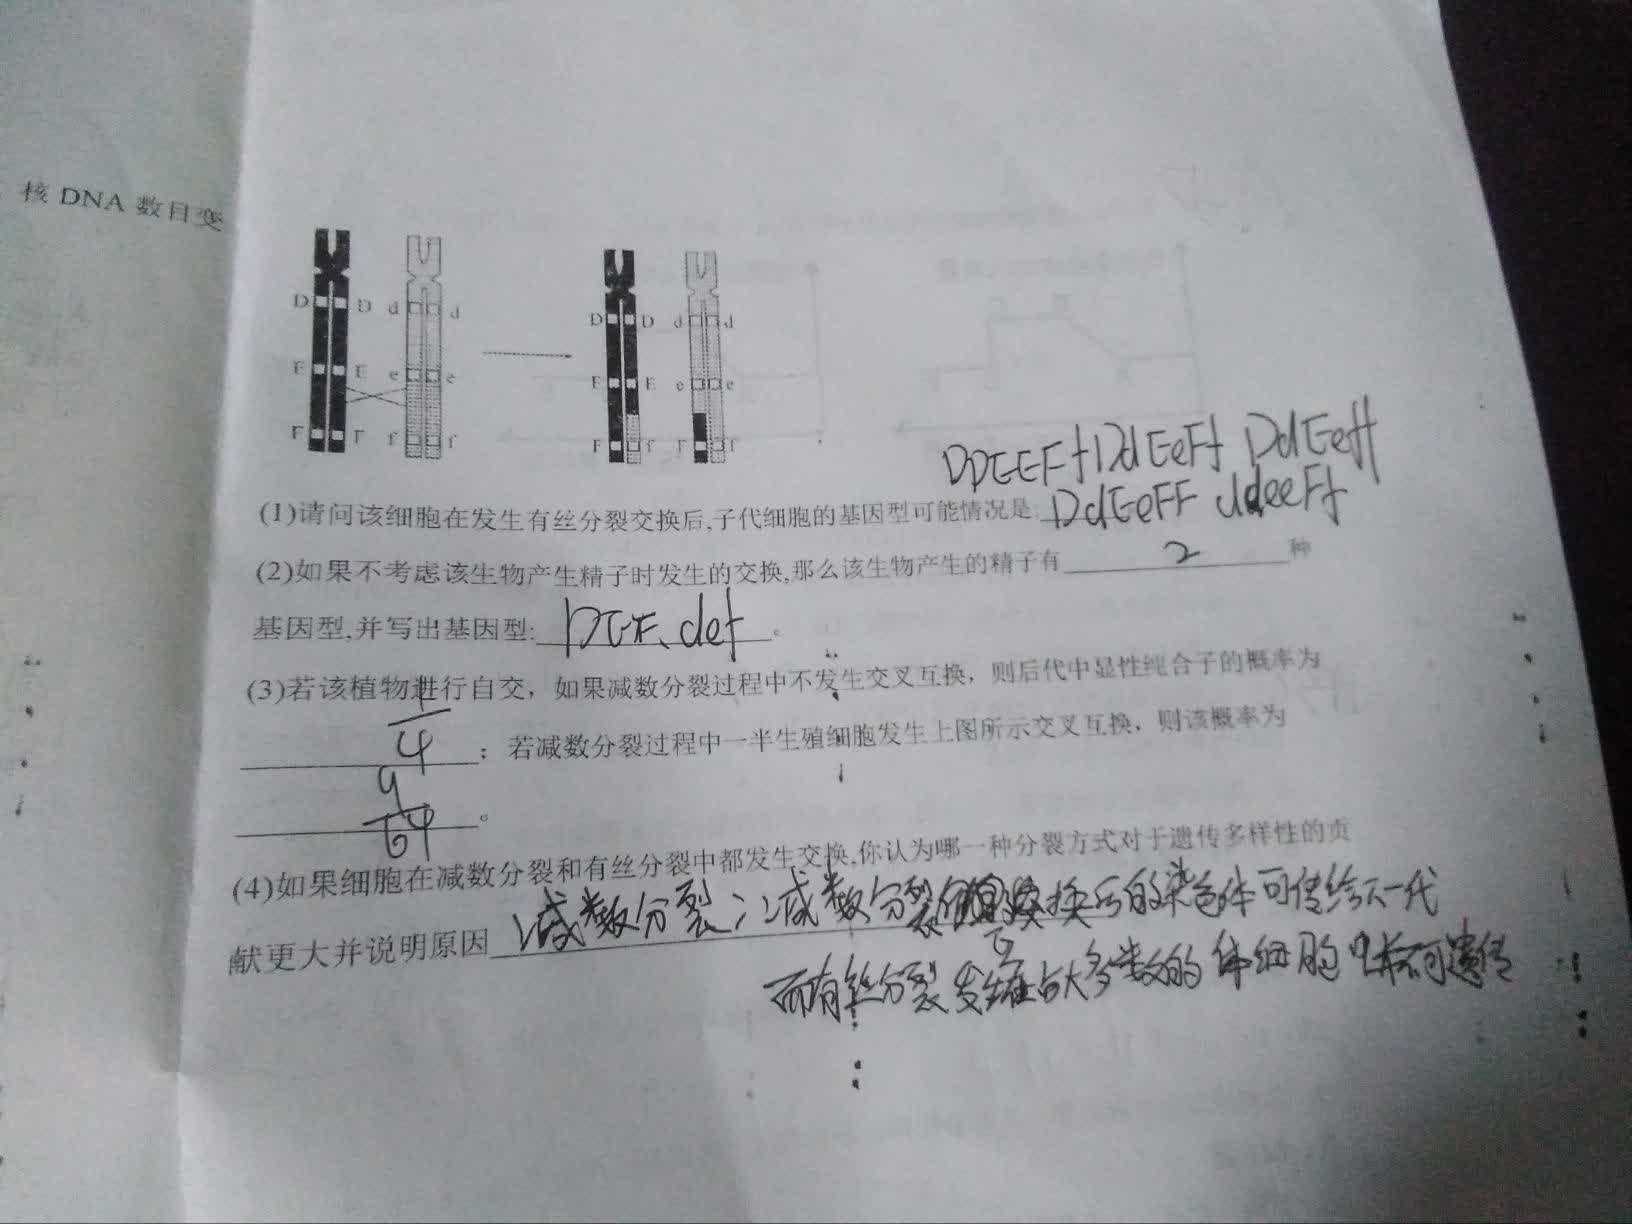 核 DNA 数目变
D D d d D D d d
E E e e E E e e
F F f f F f F f
DDEEFf DdEeFf DdEeff
(1)请问该细胞在发生有丝分裂交换后,子代细胞的基因型可能情况是: DdEeFF ddeeFf
(2)如果不考虑该生物产生精子时发生的交换,那么该生物产生的精子有 2 种
基因型,并写出基因型: DEF、def 。
(3)若该植物进行自交，如果减数分裂过程中不发生交叉互换，则后代中显性纯合子的概率为
1/4 ；若减数分裂过程中一半生殖细胞发生上图所示交叉互换，则该概率为
9/64 。
(4)如果细胞在减数分裂和有丝分裂中都发生交换,你认为哪一种分裂方式对于遗传多样性的贡
献更大并说明原因 减数分裂；减数分裂 换后的染色体可传给下一代
而有丝分裂发生在占大多数的体细胞中 不可遗传